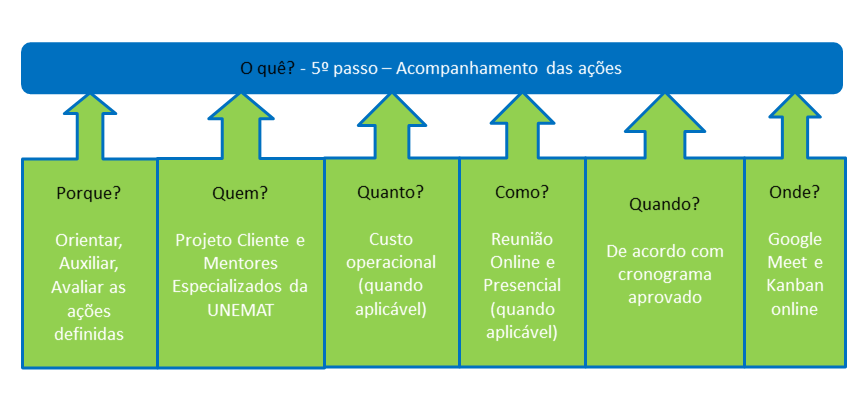 O quê? - 5º passo – Acompanhamento das ações
Porque?
Orientar,
Auxiliar,
Avaliar as
ações
definidas
Quem?
Projeto Cliente e
Mentores
Especializados da
UNEMAT
Quanto?
Custo
operacional
(quando
aplicável)
Como?
Reunião
Online e
Presencial
(quando
aplicável)
Quando?
De acordo com
cronograma
aprovado
Onde?
Google
Meet e
Kanban
online